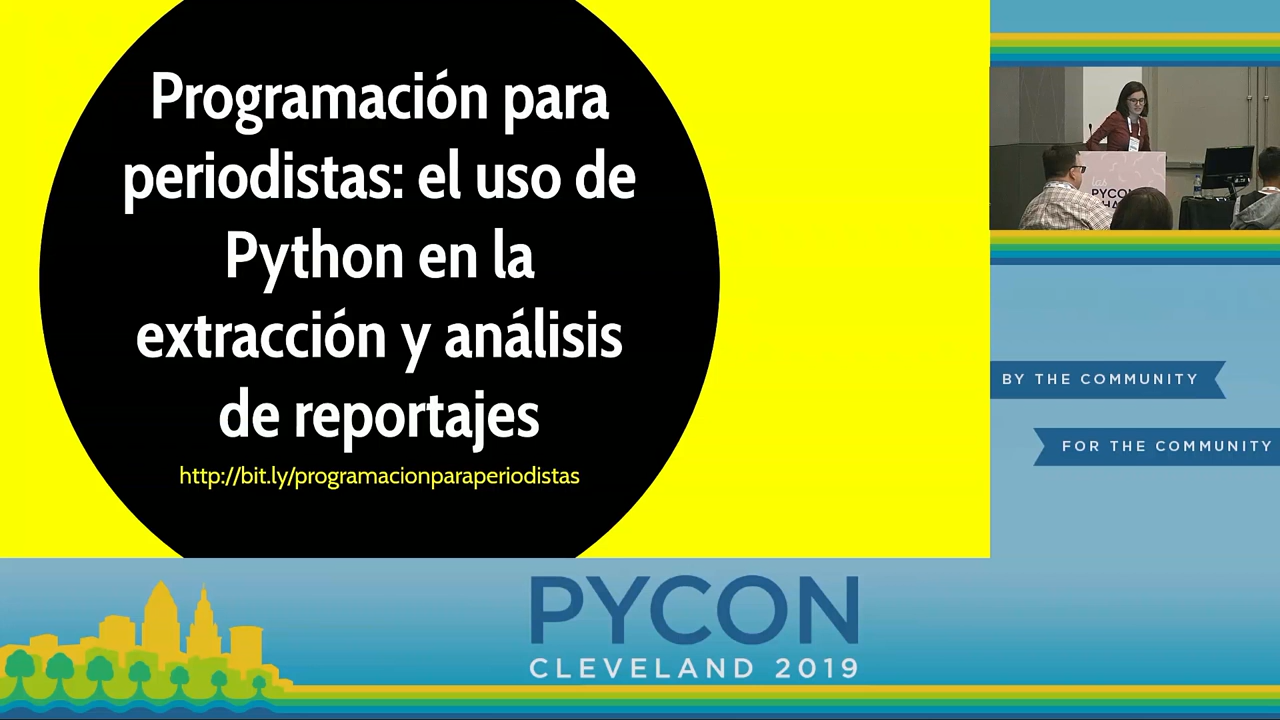 Programación para
periodistas: el uso de
Python en la
extracción y análisis
de reportajes
http://bit.ly/programacionparaperiodistas
BY THE COMMUNITY
FOR THE COMMUNITY
PYCON
CLEVELAND 2019